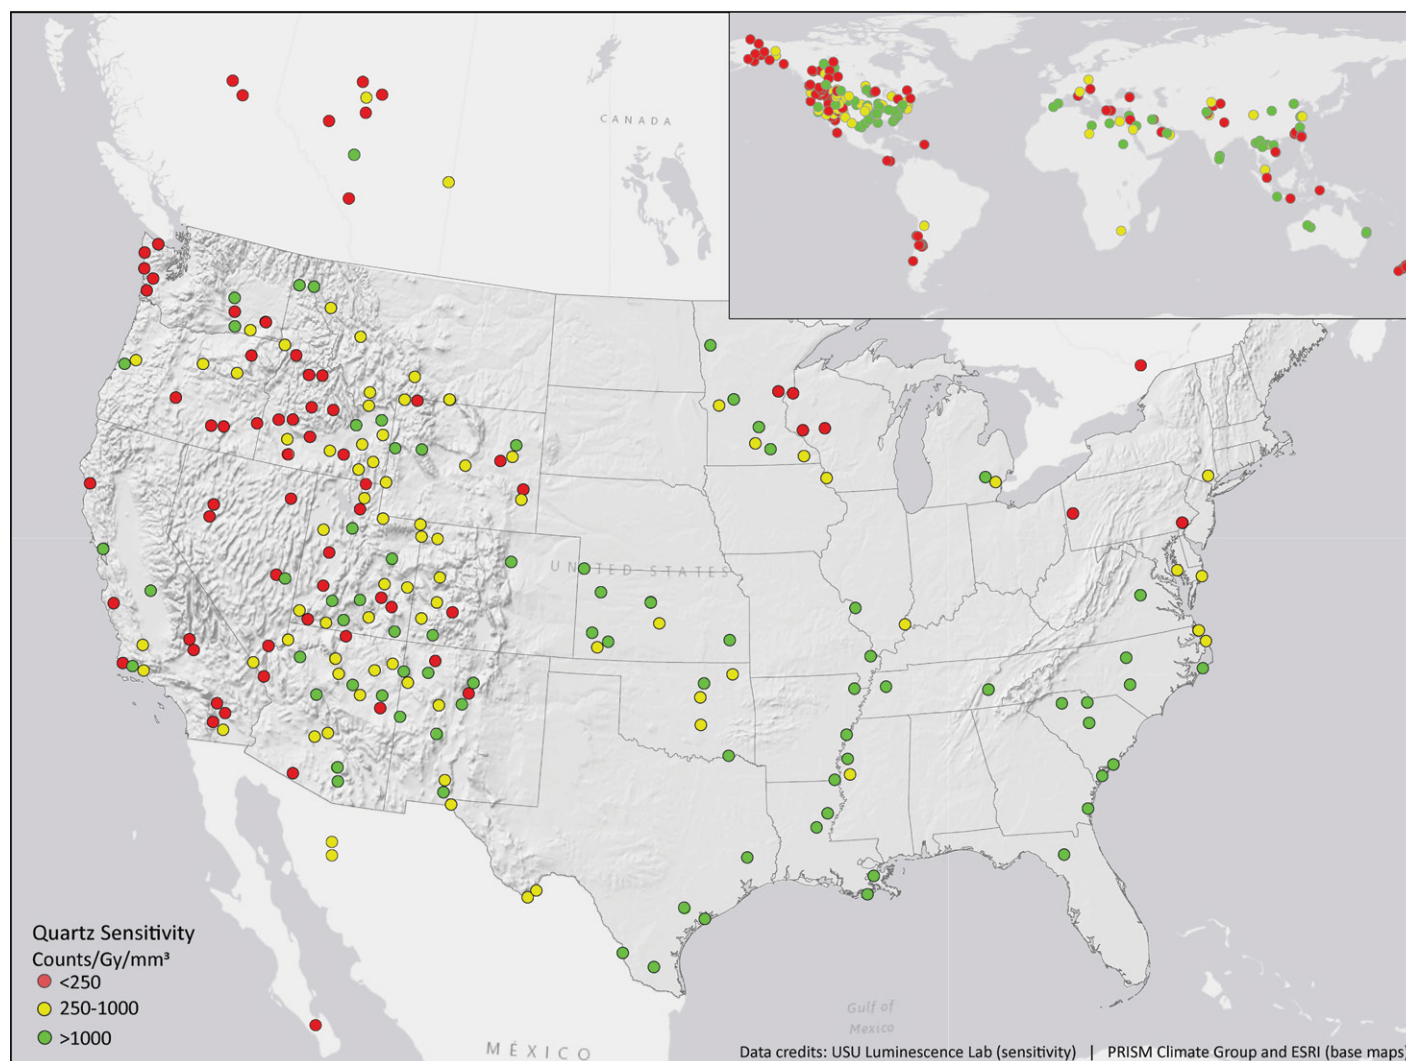 CANADA
UNITED STATES
Quartz Sensitivity
Counts/Gy/mm³
<250
250-1000
>1000
Gulf of
Mexico
MÉXICO
Data credits: USU Luminescence Lab (sensitivity) | PRISM Climate Group and ESRI (base maps)